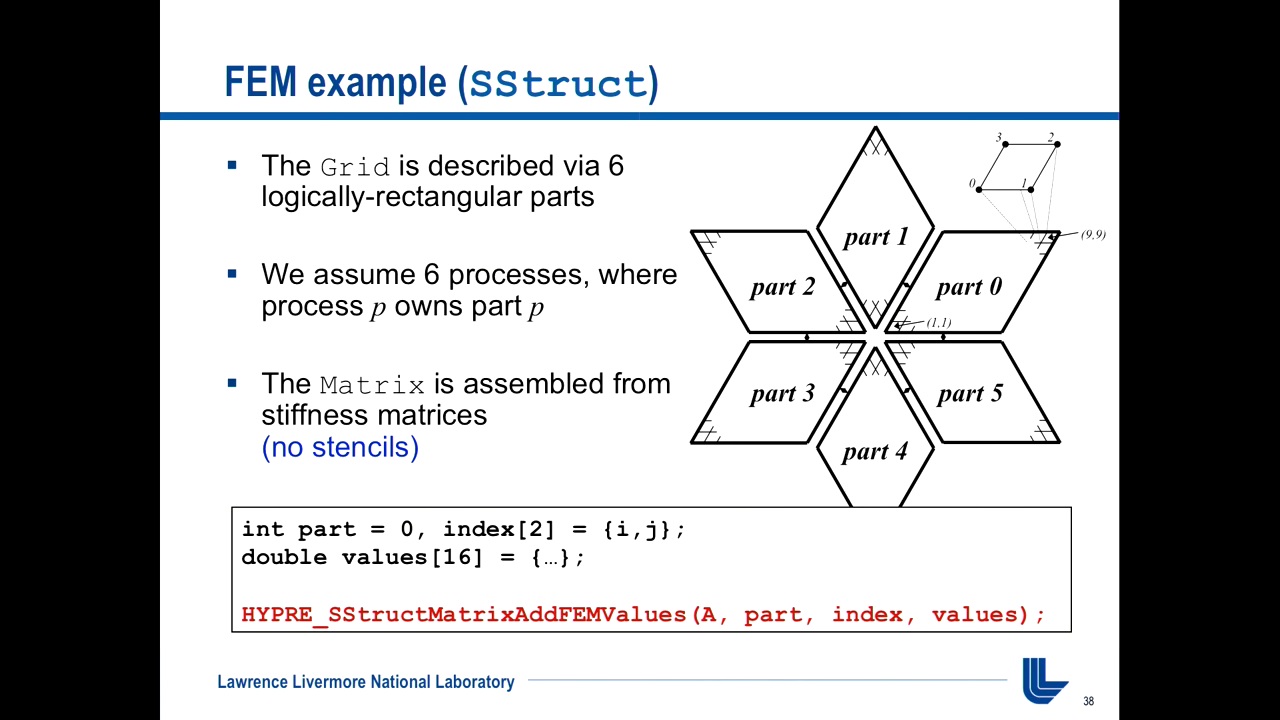 FEM example (SStruct)
▪ The Grid is described via 6
logically-rectangular parts
▪ We assume 6 processes, where
process p owns part p
▪ The Matrix is assembled from
stiffness matrices
(no stencils)
3 2
0 1
(9,9)
part 1
part 2
part 0
(1,1)
part 3
part 5
part 4
int part = 0, index[2] = {i,j};
double values[16] = {…};
HYPRE_SStructMatrixAddFEMValues(A, part, index, values);
Lawrence Livermore National Laboratory
38